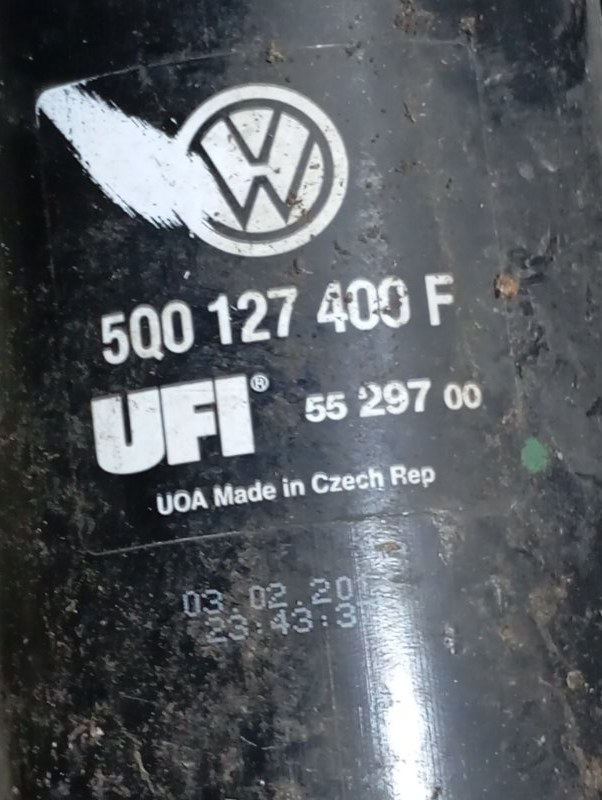 5Q0 127 400 F
UFI® 55 297 00
UOA Made in Czech Rep
03.02.20
23:43:3